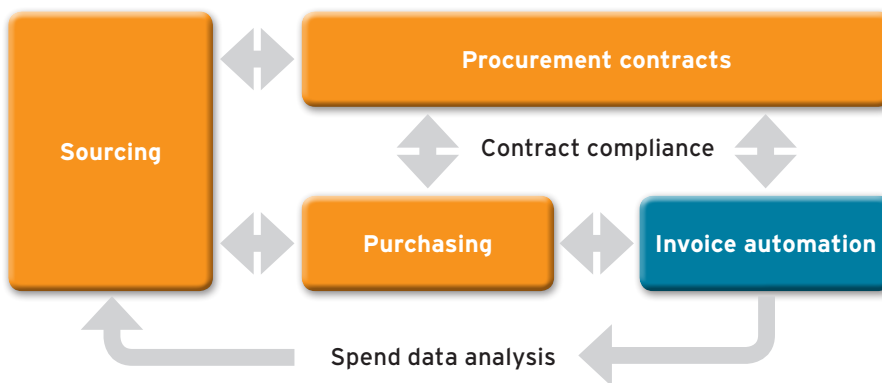 Procurement contracts
Sourcing
Contract compliance
Purchasing
Invoice automation
Spend data analysis